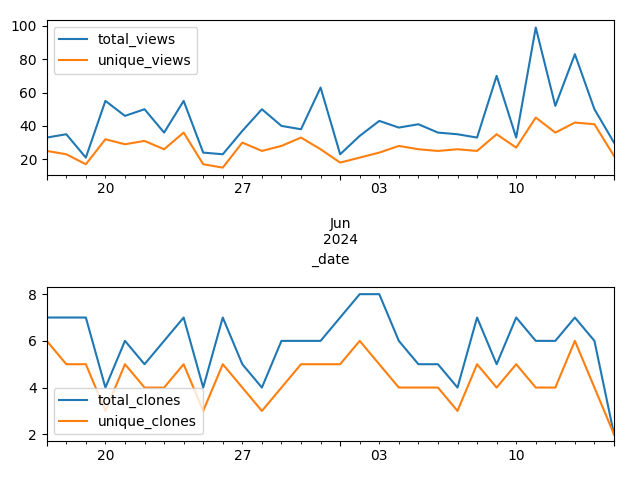 100
80
60
40
20
total_views
unique_views
20 27 03 10
Jun
2024
_date
8
6
4
2
total_clones
unique_clones
20 27 03 10